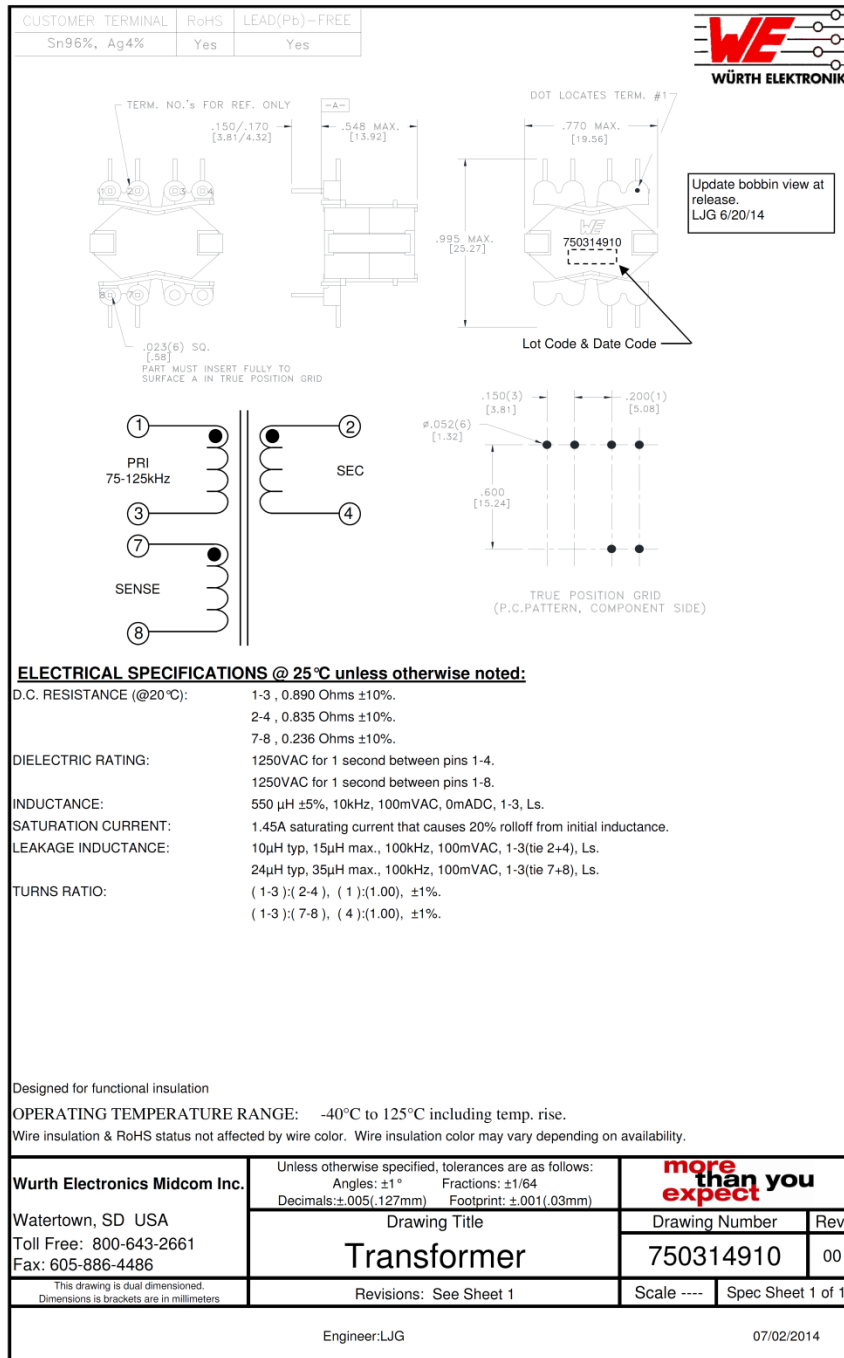 CUSTOMER TERMINAL RoHS LEAD(Pb)-FREE
Sn96%, Ag4% Yes Yes
WE
WÜRTH ELEKTRONIK
TERM. NO.'s FOR REF. ONLY
-A-
.150/.170
[3.81/4.32]
.548 MAX.
[13.92]
DOT LOCATES TERM. #1
.770 MAX.
[19.56]
1 2 3 4
8 7
.995 MAX.
[25.27]
WE
750314910
Update bobbin view at
release.
LJG 6/20/14
Lot Code & Date Code
.023(6) SQ.
[.58]
PART MUST INSERT FULLY TO
SURFACE A IN TRUE POSITION GRID
1
PRI
75-125kHz
3
2
SEC
4
7
SENSE
8
.150(3)
[3.81]
.200(1)
[5.08]
ø.052(6)
[1.32]
.600
[15.24]
TRUE POSITION GRID
(P.C.PATTERN, COMPONENT SIDE)
ELECTRICAL SPECIFICATIONS @ 25°C unless otherwise noted:
D.C. RESISTANCE (@20°C): 1-3 , 0.890 Ohms ±10%.
2-4 , 0.835 Ohms ±10%.
7-8 , 0.236 Ohms ±10%.
DIELECTRIC RATING: 1250VAC for 1 second between pins 1-4.
1250VAC for 1 second between pins 1-8.
INDUCTANCE: 550 µH ±5%, 10kHz, 100mVAC, 0mADC, 1-3, Ls.
SATURATION CURRENT: 1.45A saturating current that causes 20% rolloff from initial inductance.
LEAKAGE INDUCTANCE: 10µH typ, 15µH max., 100kHz, 100mVAC, 1-3(tie 2+4), Ls.
24µH typ, 35µH max., 100kHz, 100mVAC, 1-3(tie 7+8), Ls.
TURNS RATIO: ( 1-3 ):( 2-4 ), ( 1 ):(1.00), ±1%.
( 1-3 ):( 7-8 ), ( 4 ):(1.00), ±1%.
Designed for functional insulation
OPERATING TEMPERATURE RANGE: -40°C to 125°C including temp. rise.
Wire insulation & RoHS status not affected by wire color. Wire insulation color may vary depending on availability.
Wurth Electronics Midcom Inc.
Watertown, SD USA
Toll Free: 800-643-2661
Fax: 605-886-4486
This drawing is dual dimensioned.
Dimensions is brackets are in millimeters
Unless otherwise specified, tolerances are as follows:
Angles: ±1° Fractions: ±1/64
Decimals:±.005(.127mm) Footprint: ±.001(.03mm)
Drawing Title
Transformer
Revisions: See Sheet 1
more
than you
expect
Drawing Number Rev
750314910 00
Scale ---- Spec Sheet 1 of 1
Engineer:LJG 07/02/2014